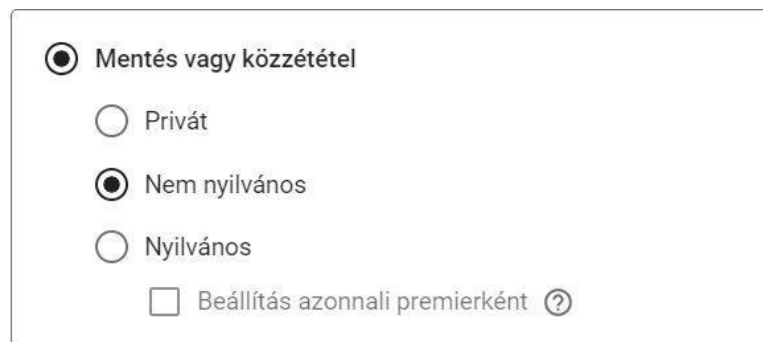 Mentés vagy közzététel
Privát
Nem nyilvános
Nyilvános
Beállítás azonnali premierként ?